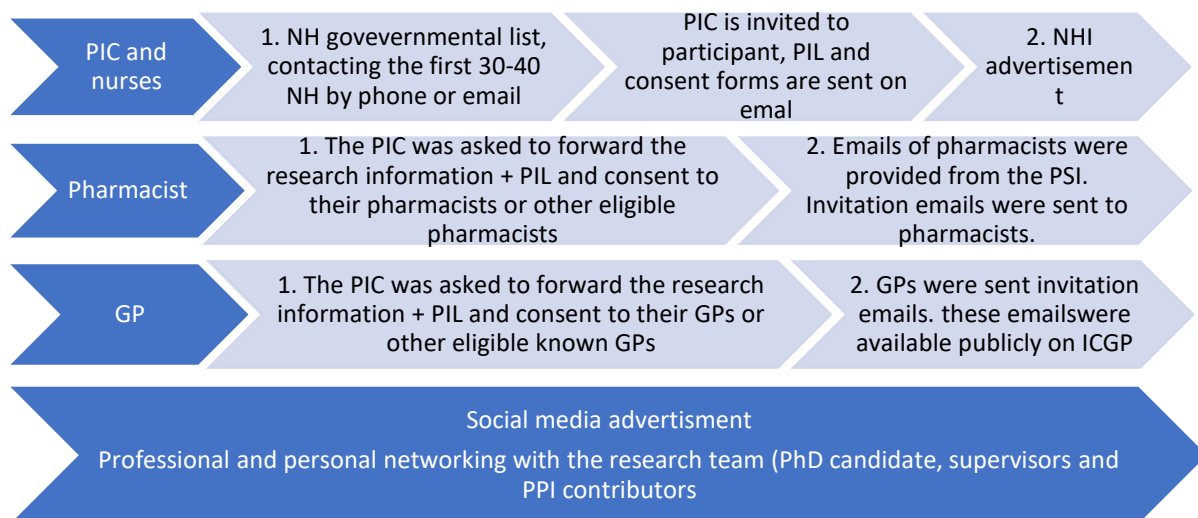 PIC and
nurses
1. NH govevernmental list,
contacting the first 30-40
NH by phone or email
PIC is invited to
participant, PIL and
consent forms are sent on
emal
2. NHI
advertisemen
t
Pharmacist
1. The PIC was asked to forward the
research information + PIL and consent to
their pharmacists or other eligible
pharmacists
2. Emails of pharmacists were
provided from the PSI.
Invitation emails were sent to
pharmacists.
GP
1. The PIC was asked to forward the research
information + PIL and consent to their GPs or
other eligible known GPs
2. GPs were sent invitation
emails. these emailswere
available publicly on ICGP
Social media advertisment
Professional and personal networking with the research team (PhD candidate, supervisors and
PPI contributors